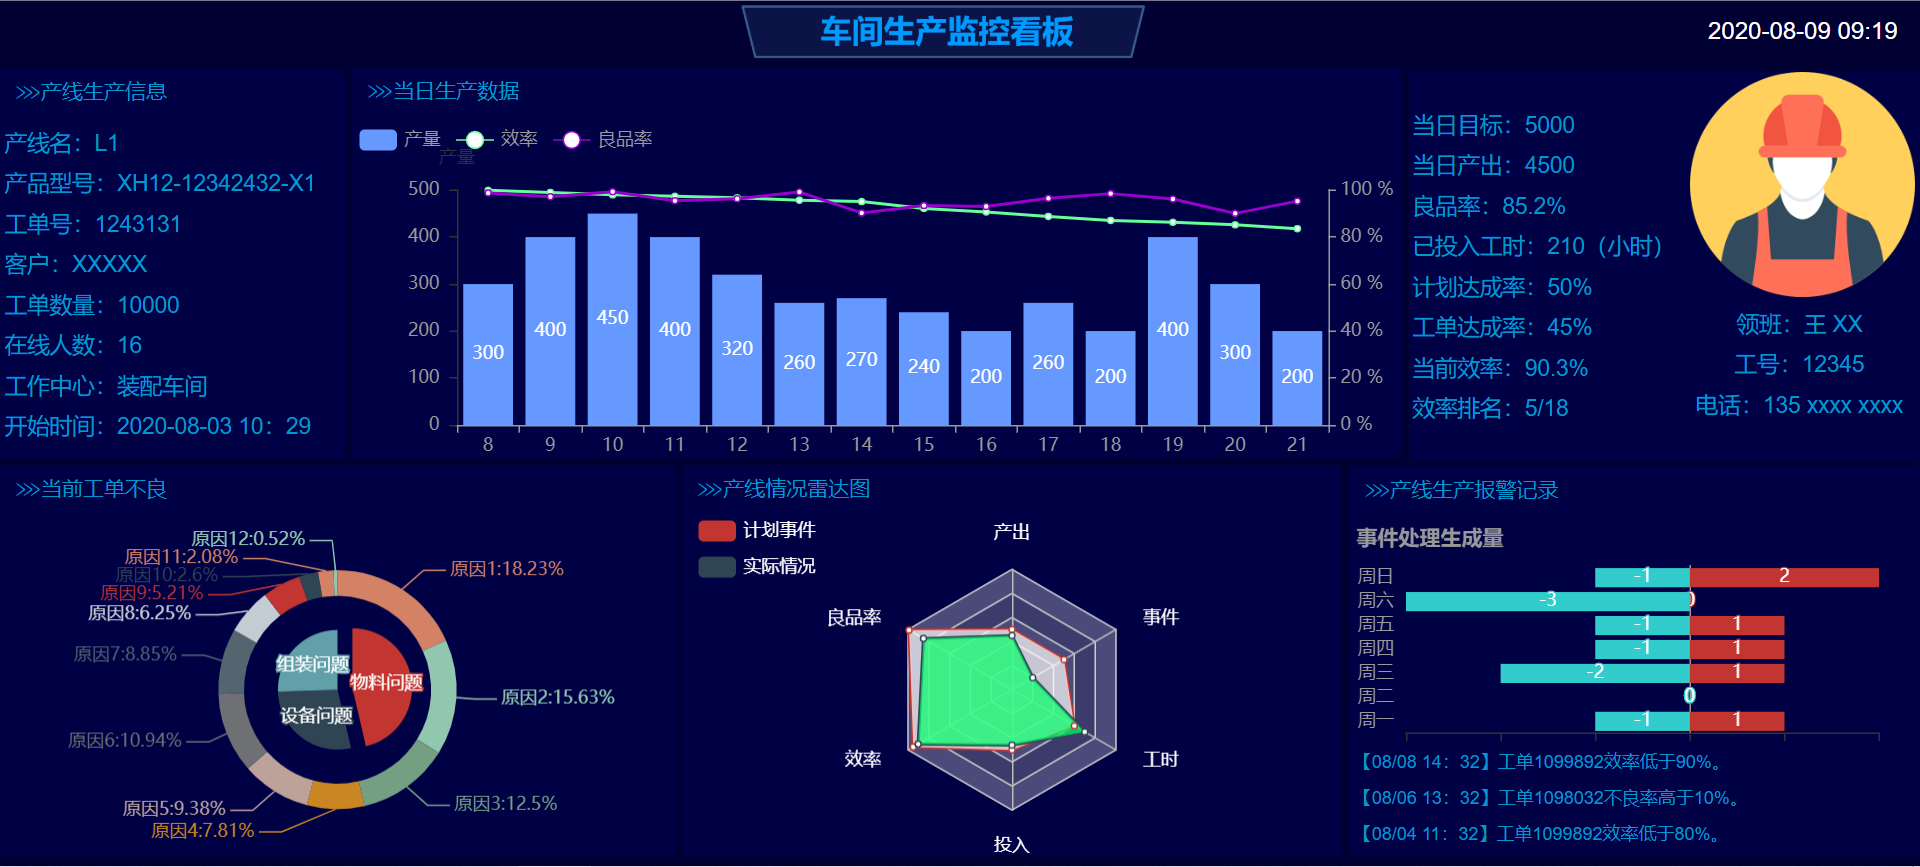 车间生产监控看板
2020-08-09 09:19
>>>产线生产信息
产线名：L1
产品型号：XH12-12342432-X1
工单号：1243131
客户：XXXXX
工单数量：10000
在线人数：16
工作中心：装配车间
开始时间：2020-08-03 10：29
>>>当日生产数据
产量 效率 良品率
产量
500 100 %
400 80 %
300 60 %
200 40 %
100 20 %
0 0 %
300 400 450 400 320 260 270 240 200 260 200 400 300 200
8 9 10 11 12 13 14 15 16 17 18 19 20 21
当日目标：5000
当日产出：4500
良品率：85.2%
已投入工时：210（小时）
计划达成率：50%
工单达成率：45%
当前效率：90.3%
效率排名：5/18
领班：王 XX
工号：12345
电话：135 xxxx xxxx
>>>当前工单不良
原因12:0.52%
原因11:2.08%
原因10:2.6%
原因9:5.21%
原因8:6.25%
原因7:8.85%
原因6:10.94%
原因5:9.38%
原因4:7.81%
原因1:18.23%
原因2:15.63%
原因3:12.5%
组装问题
物料问题
设备问题
>>>产线情况雷达图
计划事件
实际情况
产出
良品率
事件
效率
工时
投入
>>>产线生产报警记录
事件处理生成量
周日 -1 2
周六 -3 0
周五 -1 1
周四 -1 1
周三 -2 1
周二 0
周一 -1 1
【08/08 14：32】工单1099892效率低于90%。
【08/06 13：32】工单1098032不良率高于10%。
【08/04 11：32】工单1099892效率低于80%。